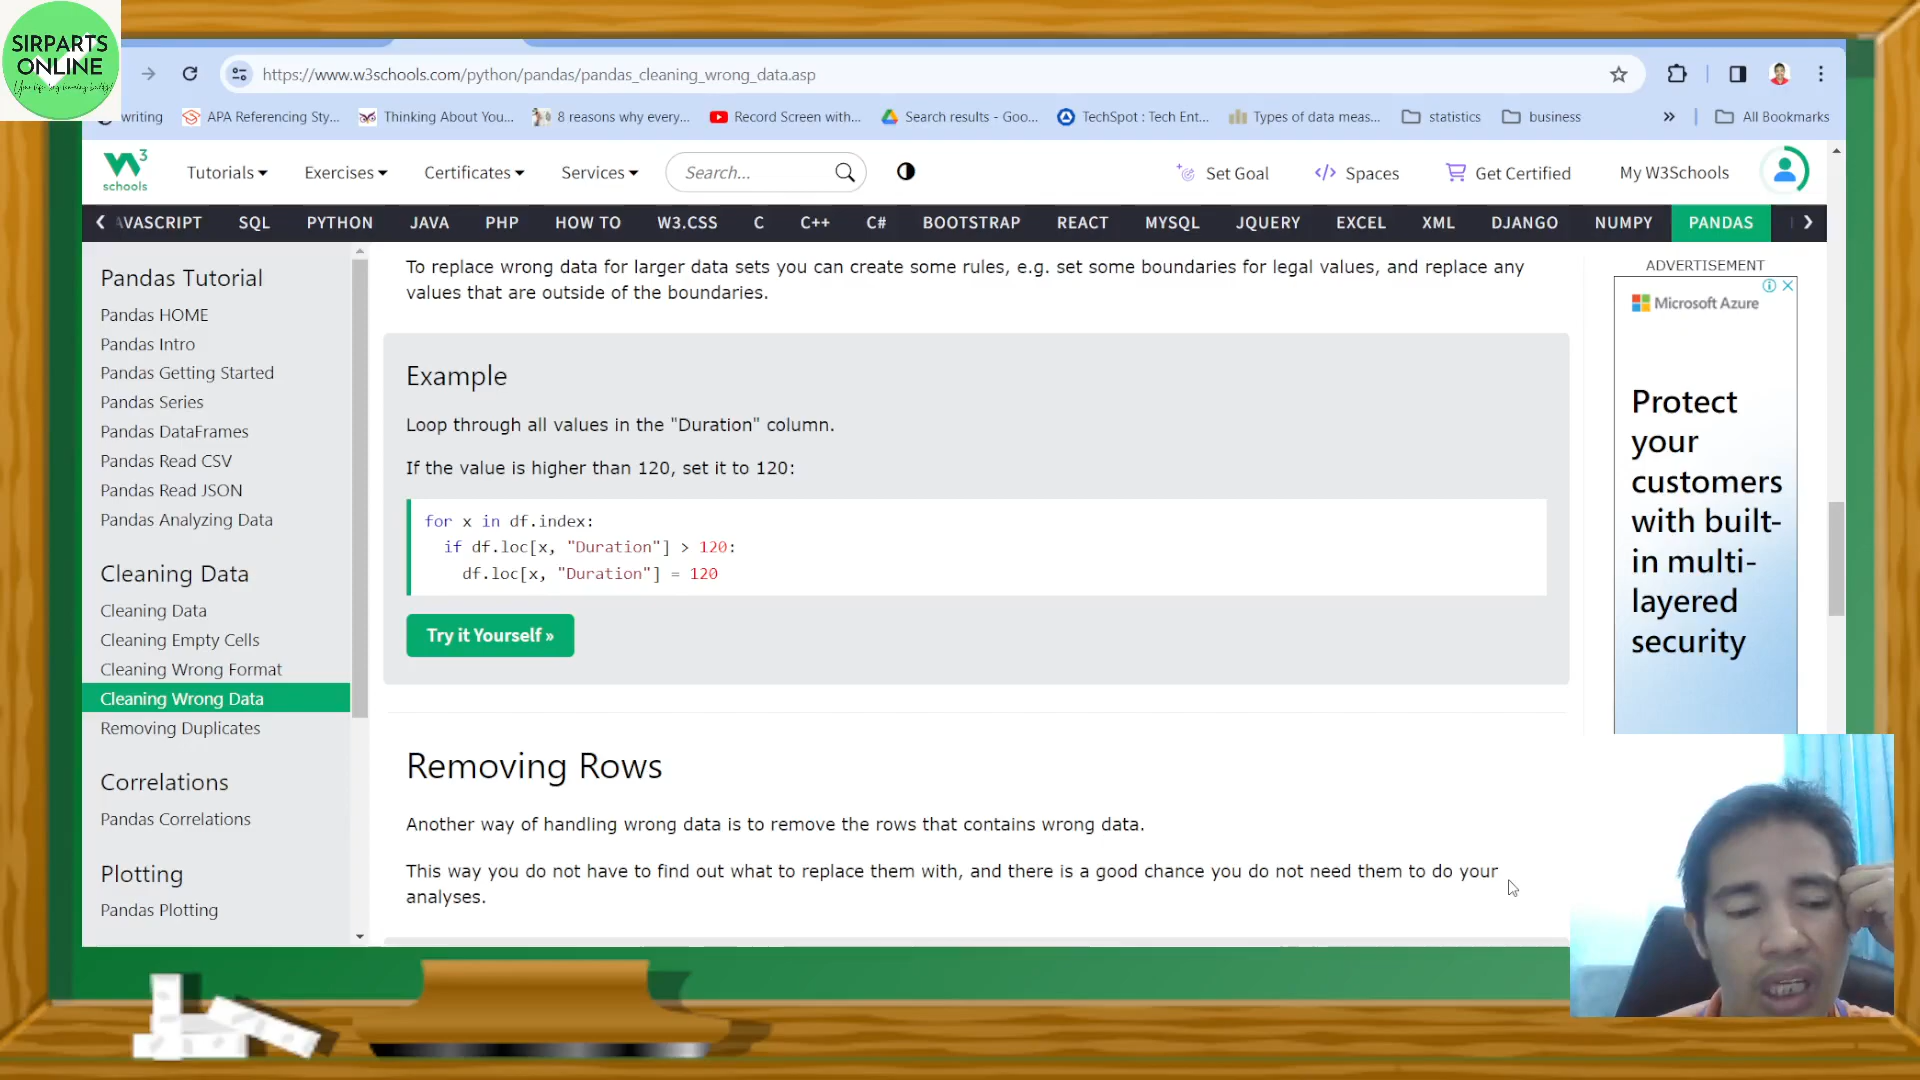 SIRPARTS
ONLINE
https://www.w3schools.com/python/pandas/pandas_cleaning_wrong_data.asp
writing
APA Referencing Sty...
Thinking About You...
8 reasons why every...
Record Screen with...
Search results - Goo...
TechSpot : Tech Ent...
Types of data meas...
statistics
business
»
All Bookmarks
W3
schools
Tutorials
Exercises
Certificates
Services
Search...
Set Goal
Spaces
Get Certified
My W3Schools
AVASCRIPT
SQL
PYTHON
JAVA
PHP
HOW TO
W3.CSS
C
C++
C#
BOOTSTRAP
REACT
MYSQL
JQUERY
EXCEL
XML
DJANGO
NUMPY
PANDAS
Pandas Tutorial
Pandas HOME
Pandas Intro
Pandas Getting Started
Pandas Series
Pandas DataFrames
Pandas Read CSV
Pandas Read JSON
Pandas Analyzing Data
Cleaning Data
Cleaning Data
Cleaning Empty Cells
Cleaning Wrong Format
Cleaning Wrong Data
Removing Duplicates
Correlations
Pandas Correlations
Plotting
Pandas Plotting
To replace wrong data for larger data sets you can create some rules, e.g. set some boundaries for legal values, and replace any
values that are outside of the boundaries.
Example
Loop through all values in the "Duration" column.
If the value is higher than 120, set it to 120:
for x in df.index:
if df.loc[x, "Duration"] > 120:
df.loc[x, "Duration"] = 120
Try it Yourself »
Removing Rows
Another way of handling wrong data is to remove the rows that contains wrong data.
This way you do not have to find out what to replace them with, and there is a good chance you do not need them to do your
analyses.
ADVERTISEMENT
Microsoft Azure
Protect
your
customers
with built-
in multi-
layered
security